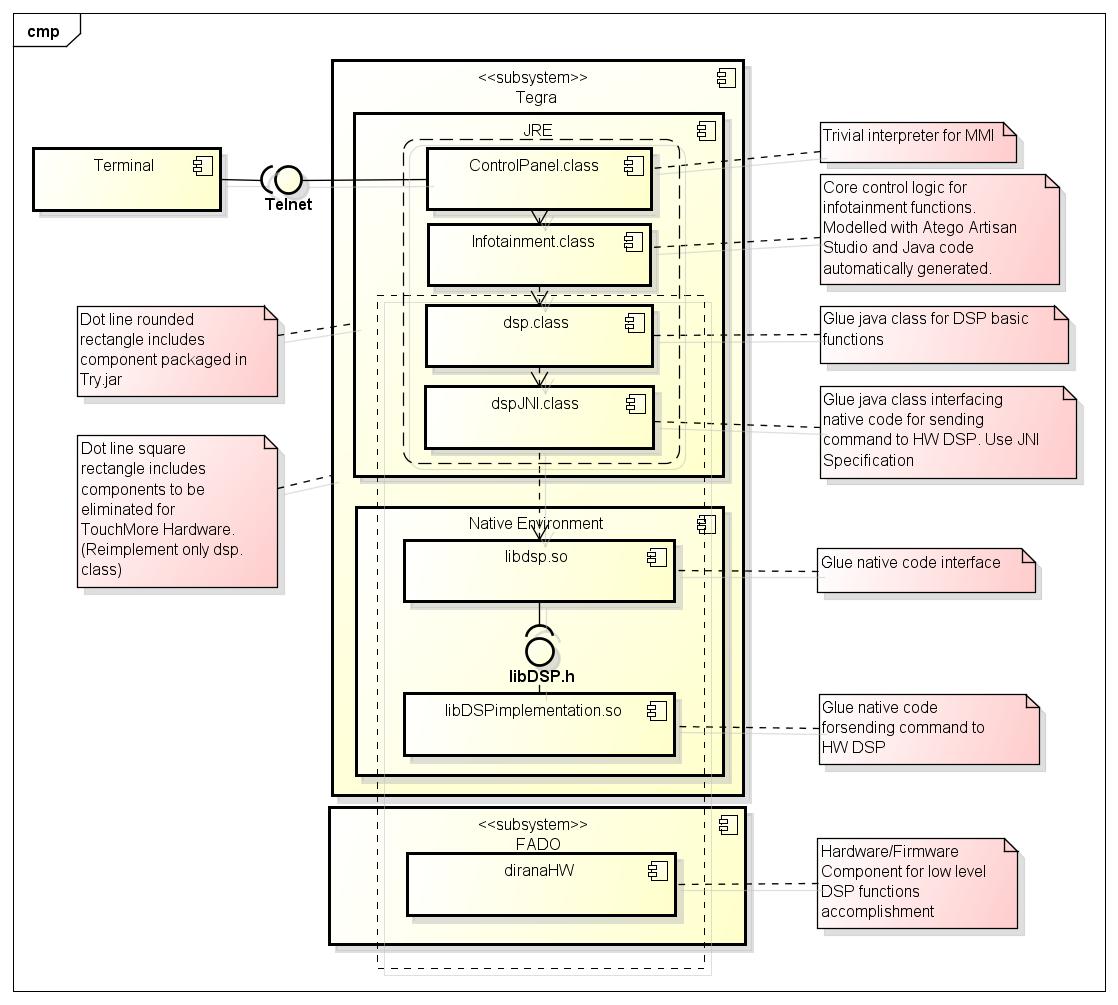 cmp
<<subsystem>>
Tegra
JRE
Terminal
Telnet
ControlPanel.class
Infotainment.class
dsp.class
dspJNI.class
Trivial interpreter for MMI
Core control logic for
infotainment functions.
Modelled with Atego Artisan
Studio and Java code
automatically generated.
Glue java class for DSP basic
functions
Glue java class interfacing
native code for sending
command to HW DSP. Use JNI
Specification
Dot line rounded
rectangle includes
component packaged in
Try.jar
Dot line square
rectangle includes
components to be
eliminated for
TouchMore Hardware.
(Reimplement only dsp.
class)
Native Environment
libdsp.so
libDSP.h
libDSPimplementation.so
Glue native code interface
Glue native code
forsending command to
HW DSP
<<subsystem>>
FADO
diranaHW
Hardware/Firmware
Component for low level
DSP functions
accomplishment